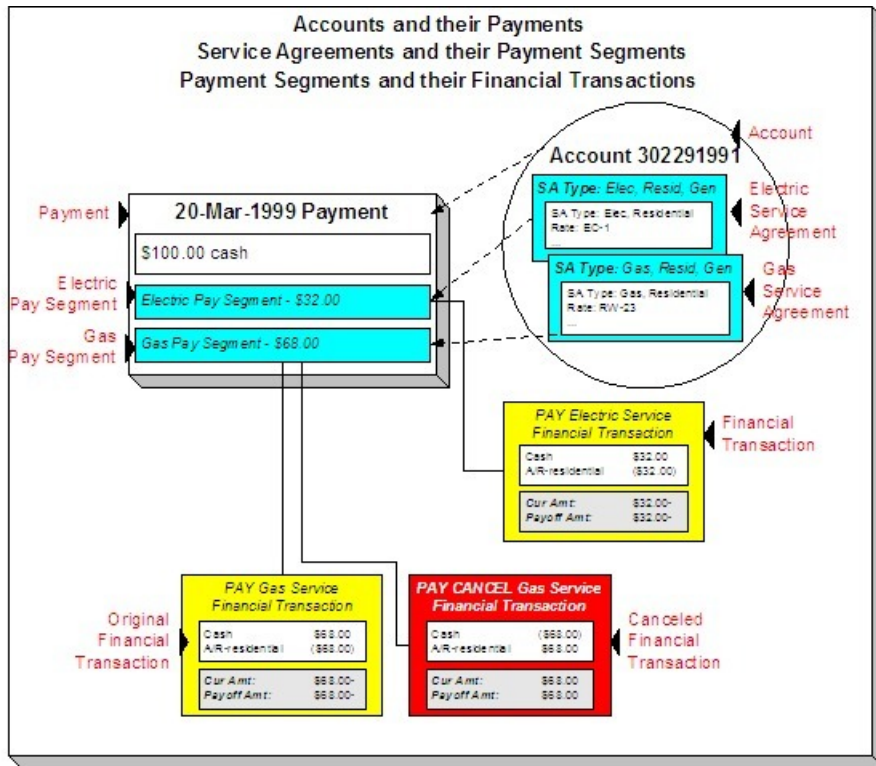 Accounts and their Payments
Service Agreements and their Payment Segments
Payment Segments and their Financial Transactions
Account
Account 302291991
SA Type: Elec, Resid, Gen
SA Type: Elec, Residential
Rate: EC-1
...
Electric
Service
Agreement
SA Type: Gas, Resid, Gen
SA Type: Gas, Residential
Rate: RW-23
...
Gas
Service
Agreement
Payment
20-Mar-1999 Payment
$100.00 cash
Electric
Pay Segment
Electric Pay Segment - $32.00
Gas
Pay Segment
Gas Pay Segment - $68.00
PAY Electric Service
Financial Transaction
Cash $32.00
A/R-residential ($32.00)
Cur Amt: $32.00-
Payoff Amt: $32.00-
Financial
Transaction
Original
Financial
Transaction
PAY Gas Service
Financial Transaction
Cash $68.00
A/R-residential ($68.00)
Cur Amt: $68.00-
Payoff Amt: $68.00-
PAY CANCEL Gas Service
Financial Transaction
Cash ($68.00)
A/R-residential $68.00
Cur Amt: $68.00
Payoff Amt: $68.00
Canceled
Financial
Transaction